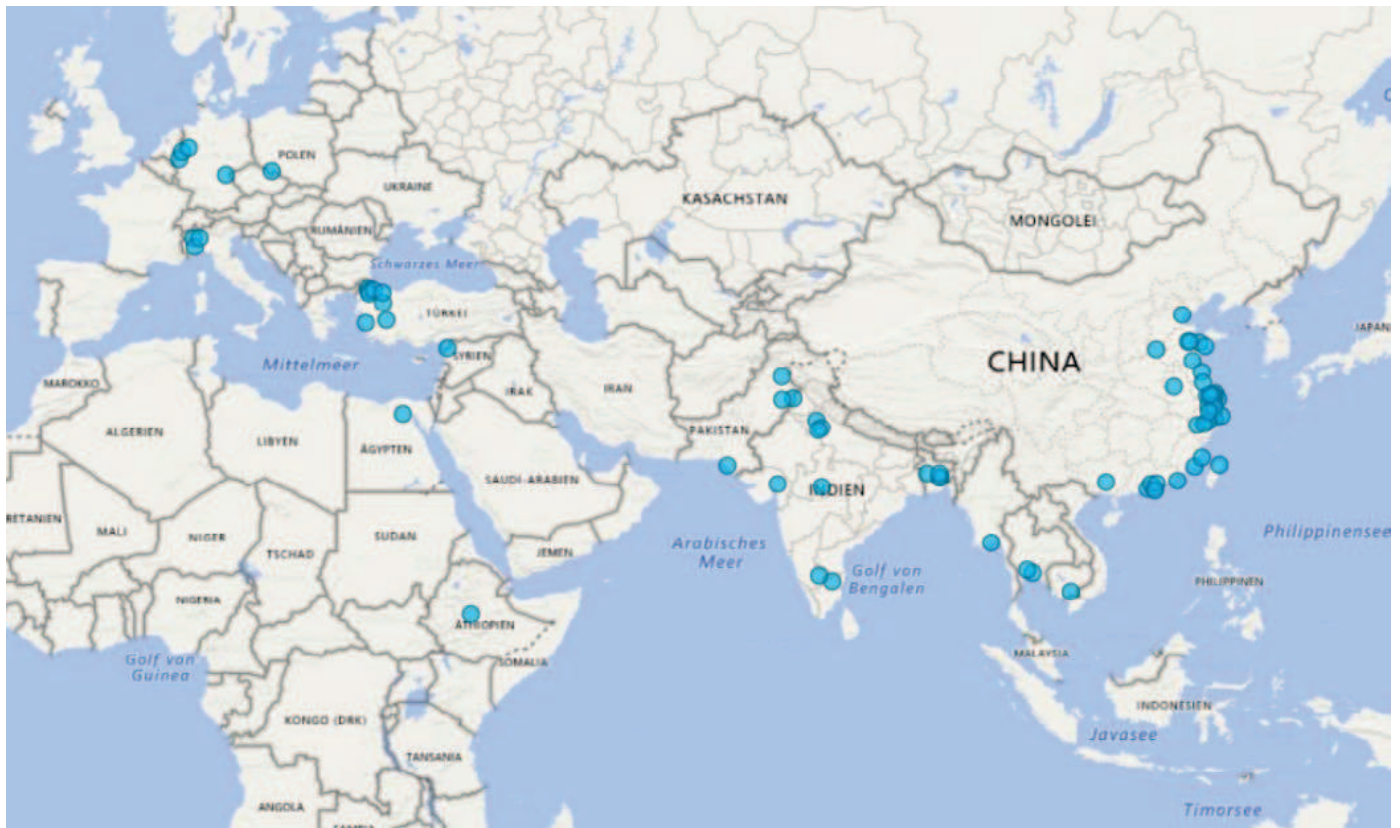 POLEN
UKRAINE
KASACHSTAN
MONGOLEI
RUMÄNIEN
Schwarzes Meer
TÜRKEI
JAPAN
CHINA
SYRIEN
Mittelmeer
MAROKKO
IRAK
IRAN
ALGERIEN
LIBYEN
ÄGYPTEN
PAKISTAN
SAUDI-ARABIEN
INDIEN
RETANIEN
MALI
NIGER
SUDAN
TSCHAD
JEMEN
Arabisches
Meer
Golf von
Bengalen
Philippinensee
PHILIPPINEN
NIGERIA
ÄTHIOPIEN
SOMALIA
Golf von
Guinea
MALAYSIA
KONGO (DRK)
INDONESIEN
Javasee
TANSANIA
ANGOLA
Timorsee